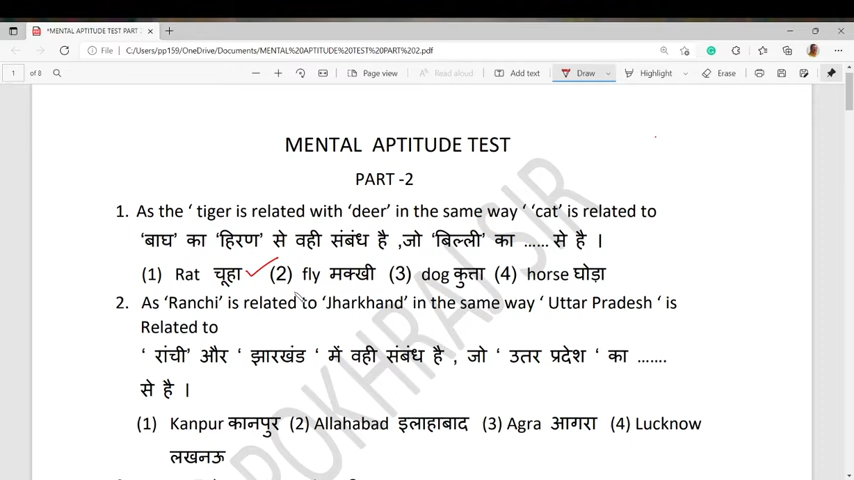 *MENTAL APTITUDE TEST PART 2.
File
C:/Users/pp159/OneDrive/Documents/MENTAL%20APTITUDE%20TEST%20PART%202.pdf
1 of 8
Page view
Read aloud
Add text
Draw
Highlight
Erase
MENTAL APTITUDE TEST
PART -2
1. As the ‘ tiger is related with ‘deer’ in the same way ‘ ‘cat’ is related to
‘बाघ’ का ‘हिरण’ से वही संबंध है ,जो ‘बिल्ली’ का ...... से है ।
(1) Rat चूहा (2) fly मक्खी (3) dog कुत्ता (4) horse घोड़ा
2. As ‘Ranchi’ is related to ‘Jharkhand’ in the same way ‘ Uttar Pradesh ‘ is
Related to
‘ रांची’ और ‘ झारखंड ‘ में वही संबंध है , जो ‘ उतर प्रदेश ‘ का .......
से है ।
(1) Kanpur कानपुर (2) Allahabad इलाहाबाद (3) Agra आगरा (4) Lucknow
लखनऊ
POKHRAJ SIR